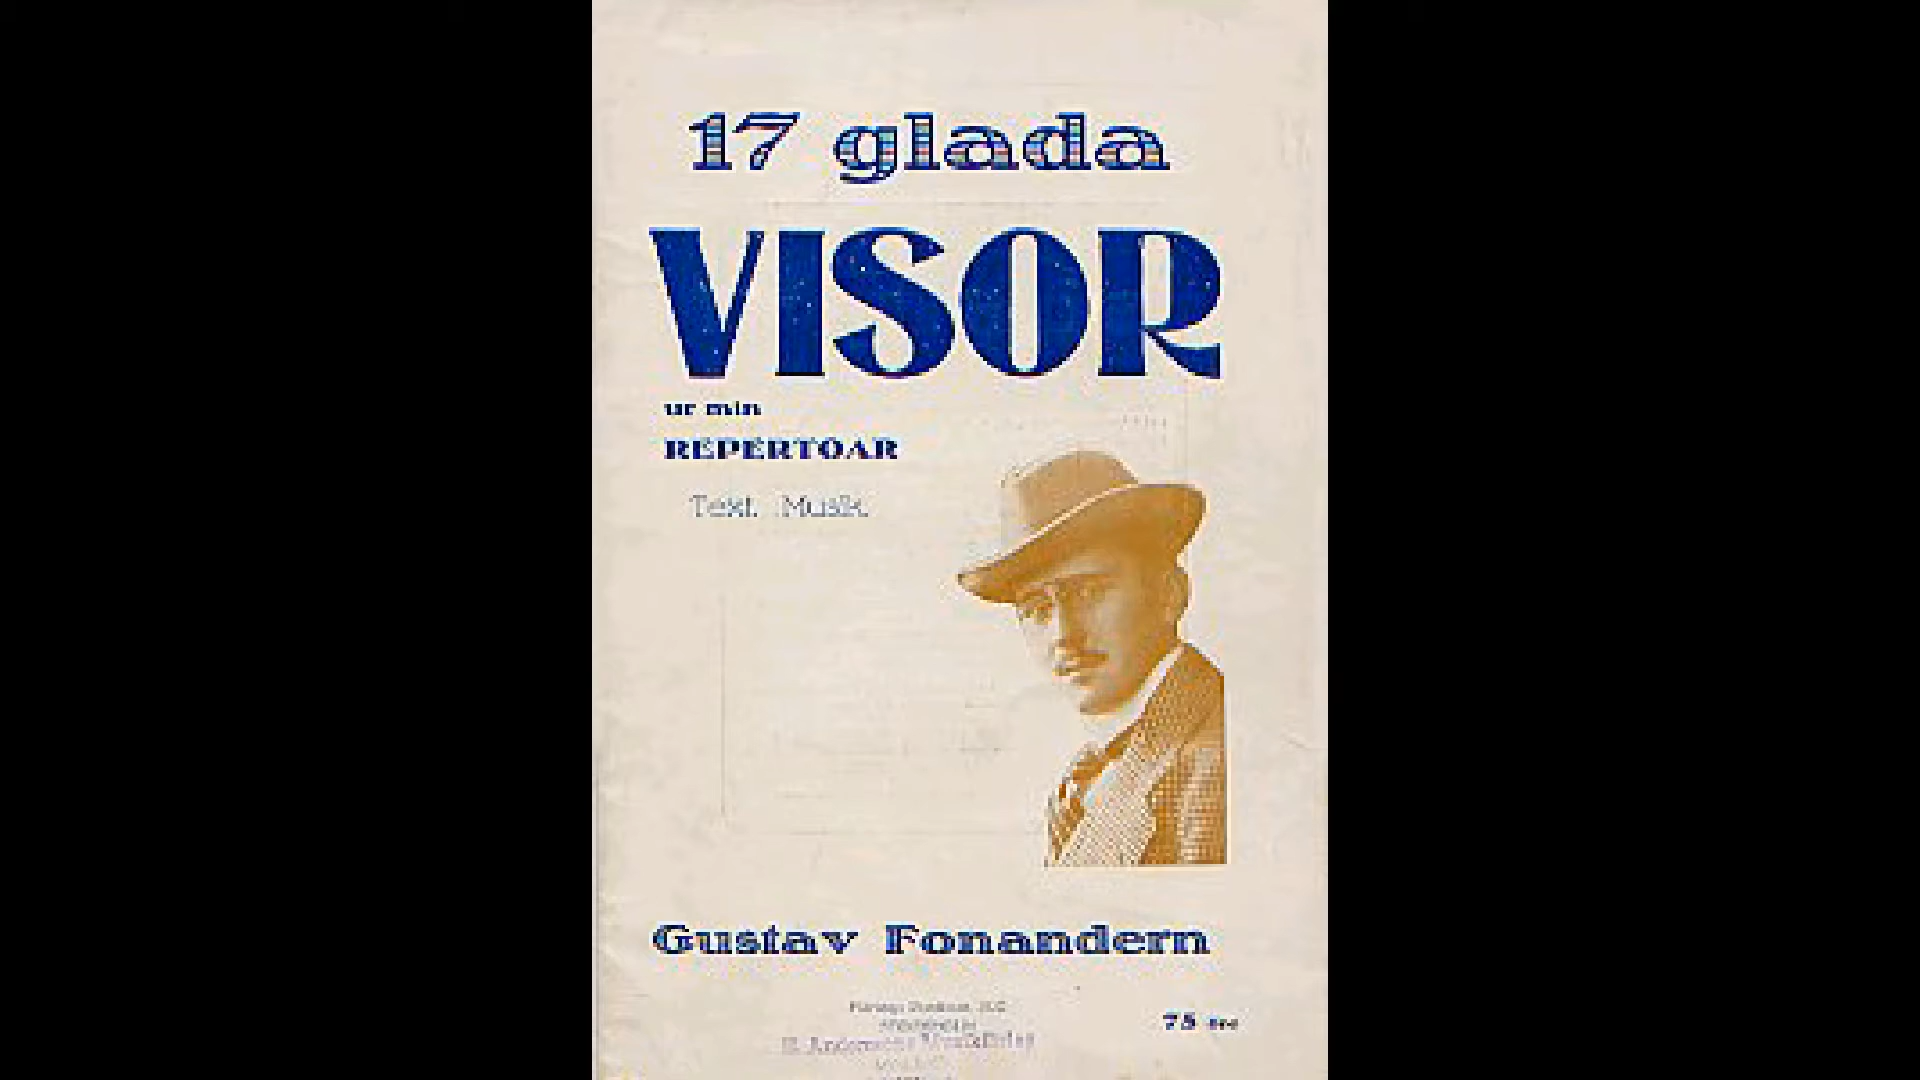 17 glada
VISOR
ur min
REPERTOAR
Text. Musik.
Gustav Fonandern
75 öre